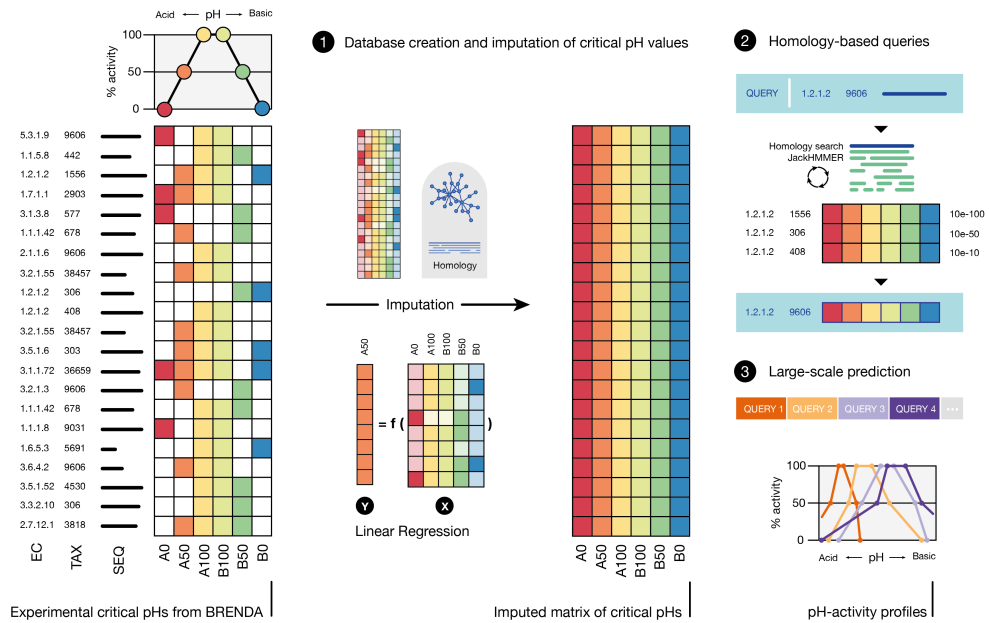 Acid ← pH → Basic
% activity
100
50
0
5.3.1.9 9606
1.1.5.8 442
1.2.1.2 1556
1.7.1.1 2903
3.1.3.8 577
1.1.1.42 678
2.1.1.6 9606
3.2.1.55 38457
1.2.1.2 306
1.2.1.2 408
3.2.1.55 38457
3.5.1.6 303
3.1.1.72 36659
3.2.1.3 9606
1.1.1.42 678
1.1.1.8 9031
1.6.5.3 5691
3.6.4.2 9606
3.5.1.52 4530
3.3.2.10 306
2.7.12.1 3818
EC TAX SEQ A0 A50 A100 B100 B50 B0
Experimental critical pHs from BRENDA
1 Database creation and imputation of critical pH values
Homology
Imputation
A50 A0 A100 B100 B50 B0
= f ( )
Y X
Linear Regression
A0 A50 A100 B100 B50 B0
Imputed matrix of critical pHs
2 Homology-based queries
QUERY 1.2.1.2 9606
Homology search
JackHMMER
1.2.1.2 1556 10e-100
1.2.1.2 306 10e-50
1.2.1.2 408 10e-10
1.2.1.2 9606
3 Large-scale prediction
QUERY 1 QUERY 2 QUERY 3 QUERY 4 ...
% activity
100
50
0
Acid ← pH → Basic
pH-activity profiles